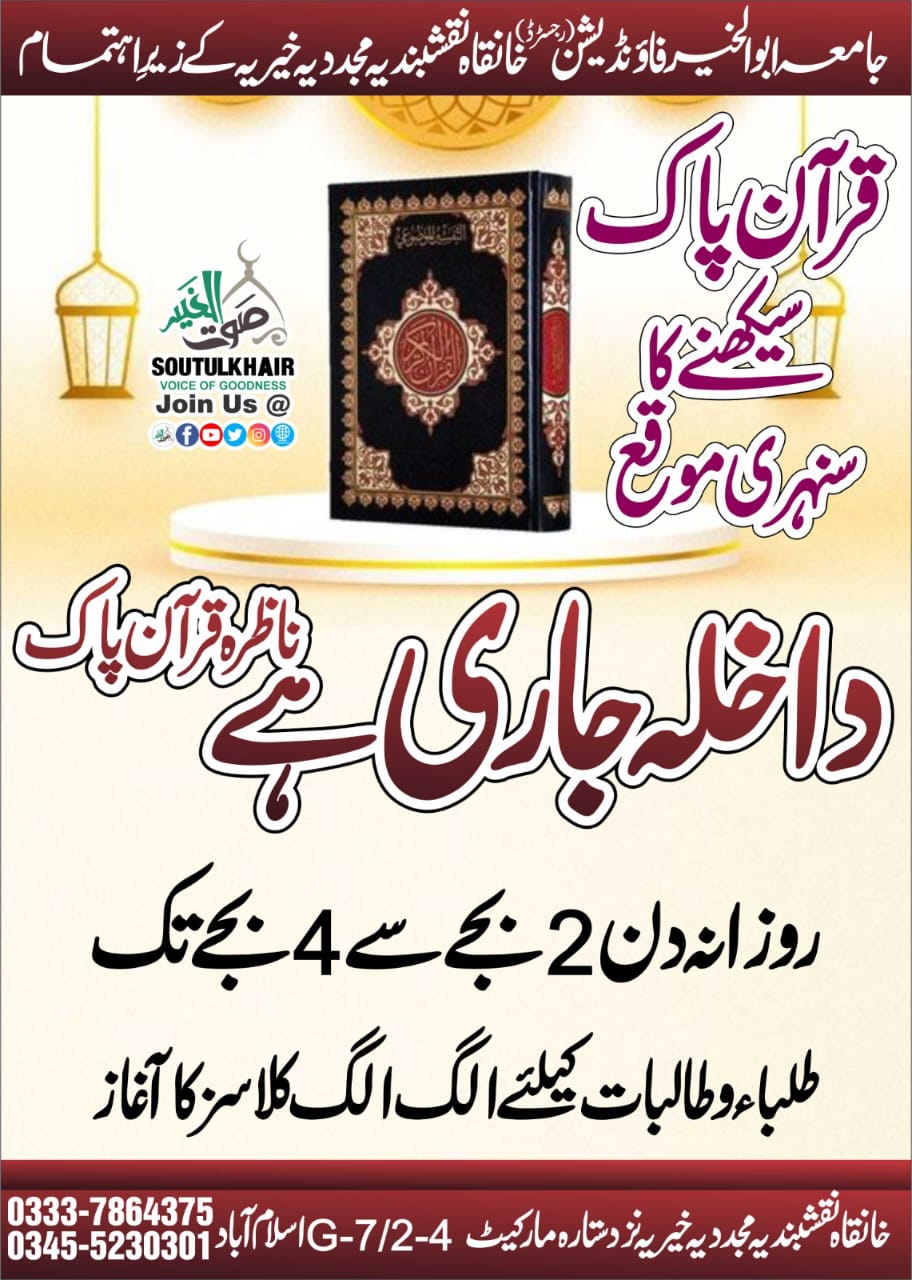 جامعہ ابوالخیر فاؤنڈیشن (رجسٹرڈ) خانقاہ نقشبندیہ مجددیہ خیریہ کے زیرِ اہتمام
قرآن پاک
سیکھنے کا
سنہری موقع
القرآن الكريم
صوت الخیر
SOUTULKHAIR
VOICE OF GOODNESS
Join Us @
داخلہ جاری ہے
ناظرہ قرآن پاک
روزانہ دن 2 بجے سے 4 بجے تک
طلباء و طالبات کیلئے الگ الگ کلاسز کا آغاز
خانقاہ نقشبندیہ مجددیہ خیریہ نزد ستارہ مارکیٹ G-7/2-4 اسلام آباد
0333-7864375
0345-5230301